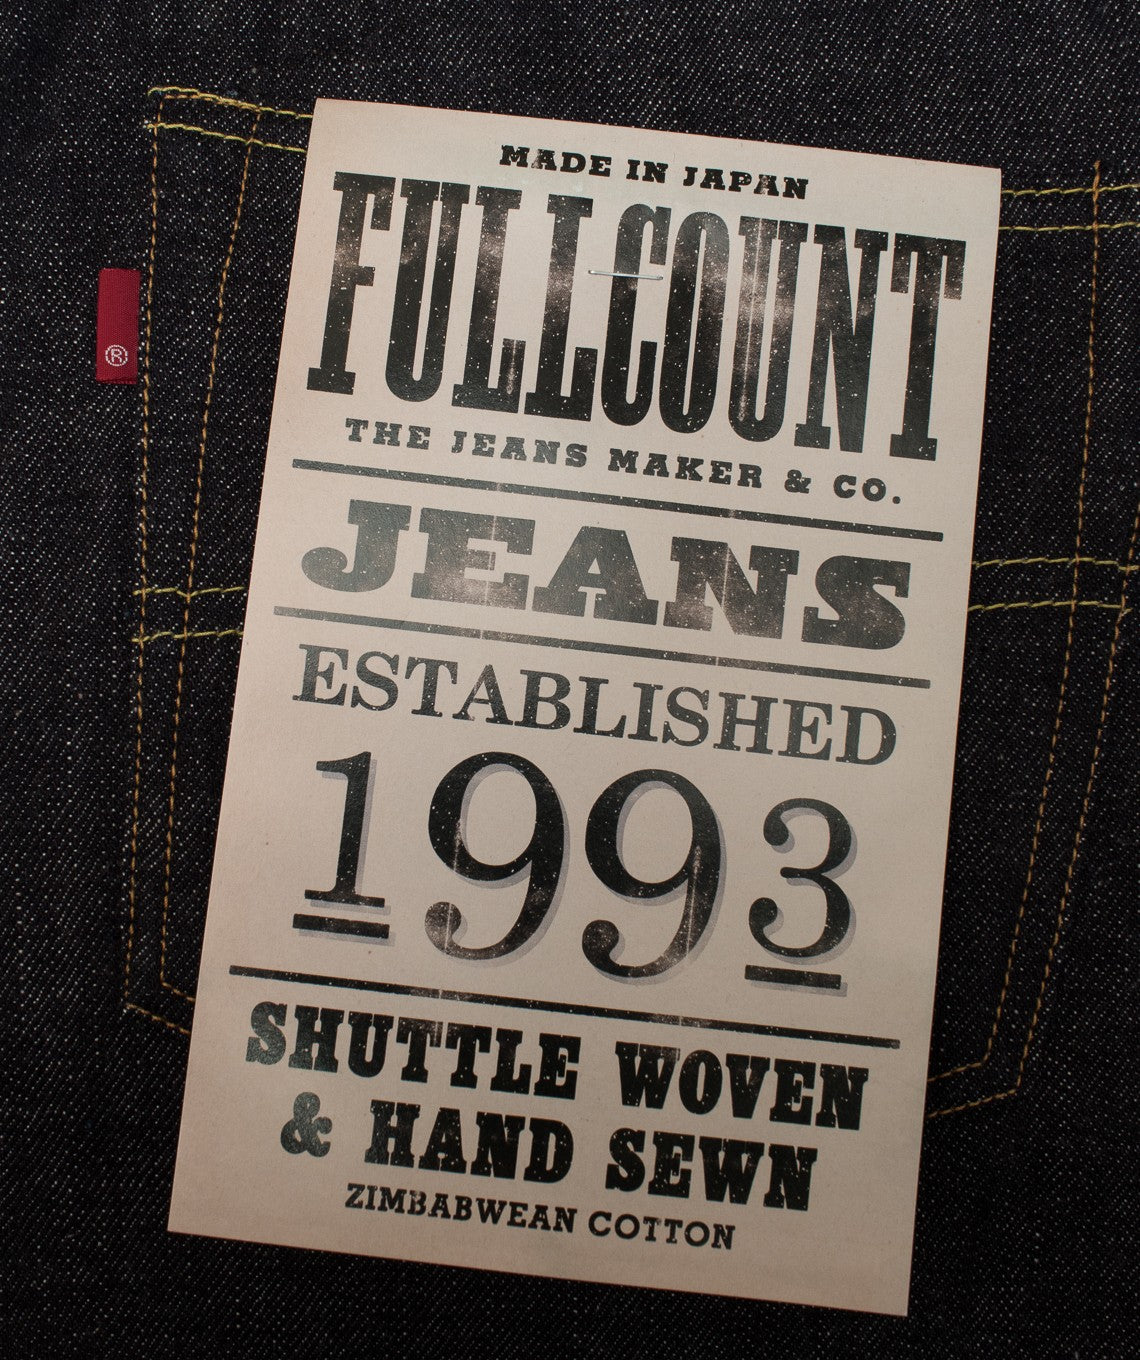 MADE IN JAPAN
FULLCOUNT
THE JEANS MAKER & CO.
JEANS
ESTABLISHED
1993
SHUTTLE WOVEN
& HAND SEWN
ZIMBABWEAN COTTON
®